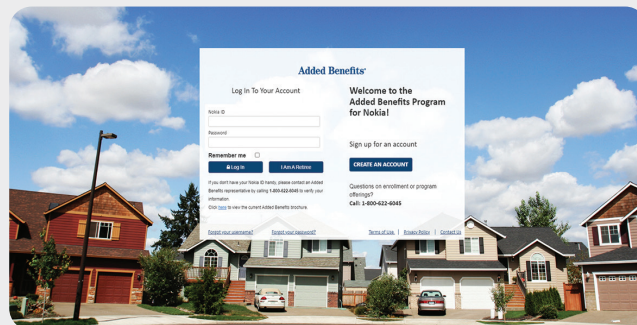 Added Benefits
Log In To Your Account
Nokia ID
Password
Remember me
Log In
I Am A Retiree
If you don't have your Nokia ID handy, please contact an Added
Benefits representative by calling 1-800-622-6045 to verify your
information.
Click here to view the current Added Benefits brochure
Forgot your username?
Forgot your password?
Welcome to the
Added Benefits Program
for Nokia!
Sign up for an account
CREATE AN ACCOUNT
Questions on enrollment or program
offerings?
Call: 1-800-622-6045
Terms of Use | Privacy Policy | Contact Us